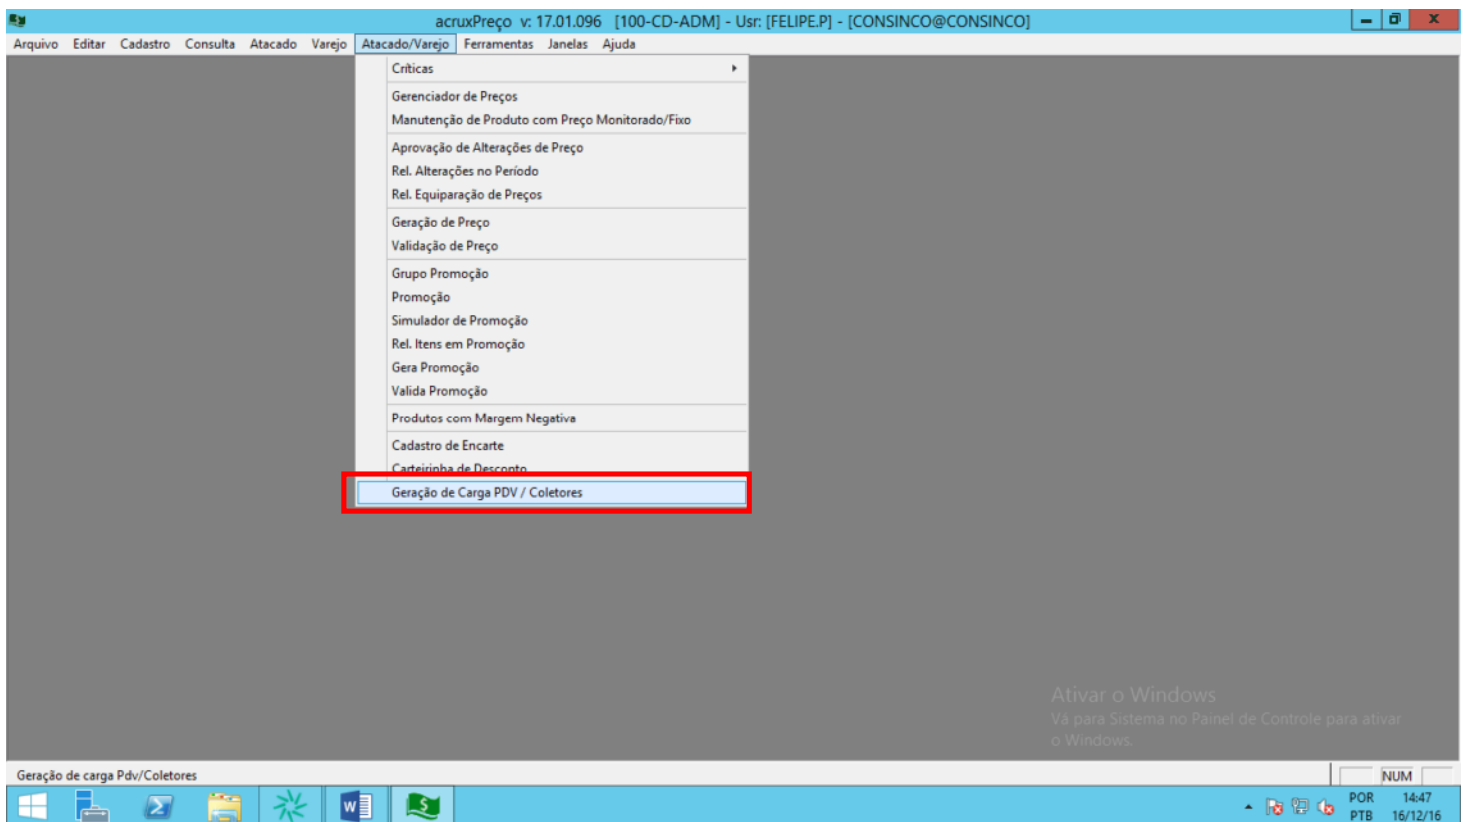 acruxPreço v: 17.01.096 [100-CD-ADM] - Usr: [FELIPE.P] - [CONSINCO@CONSINCO]
Arquivo Editar Cadastro Consulta Atacado Varejo Atacado/Varejo Ferramentas Janelas Ajuda
Críticas
Gerenciador de Preços
Manutenção de Produto com Preço Monitorado/Fixo
Aprovação de Alterações de Preço
Rel. Alterações no Período
Rel. Equiparação de Preços
Geração de Preço
Validação de Preço
Grupo Promoção
Promoção
Simulador de Promoção
Rel. Itens em Promoção
Gera Promoção
Valida Promoção
Produtos com Margem Negativa
Cadastro de Encarte
Carteirinha de Desconto
Geração de Carga PDV / Coletores
Ativar o Windows
Vá para Sistema no Painel de Controle para ativar
o Windows.
Geração de carga Pdv/Coletores
NUM
POR 14:47
PTB 16/12/16